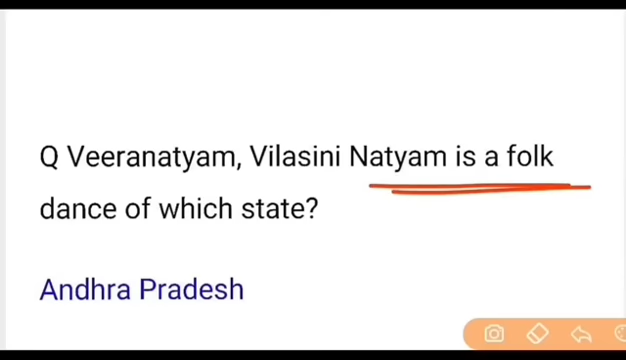 Q Veeranatyam, Vilasini Natyam is a folk
dance of which state?
Andhra Pradesh